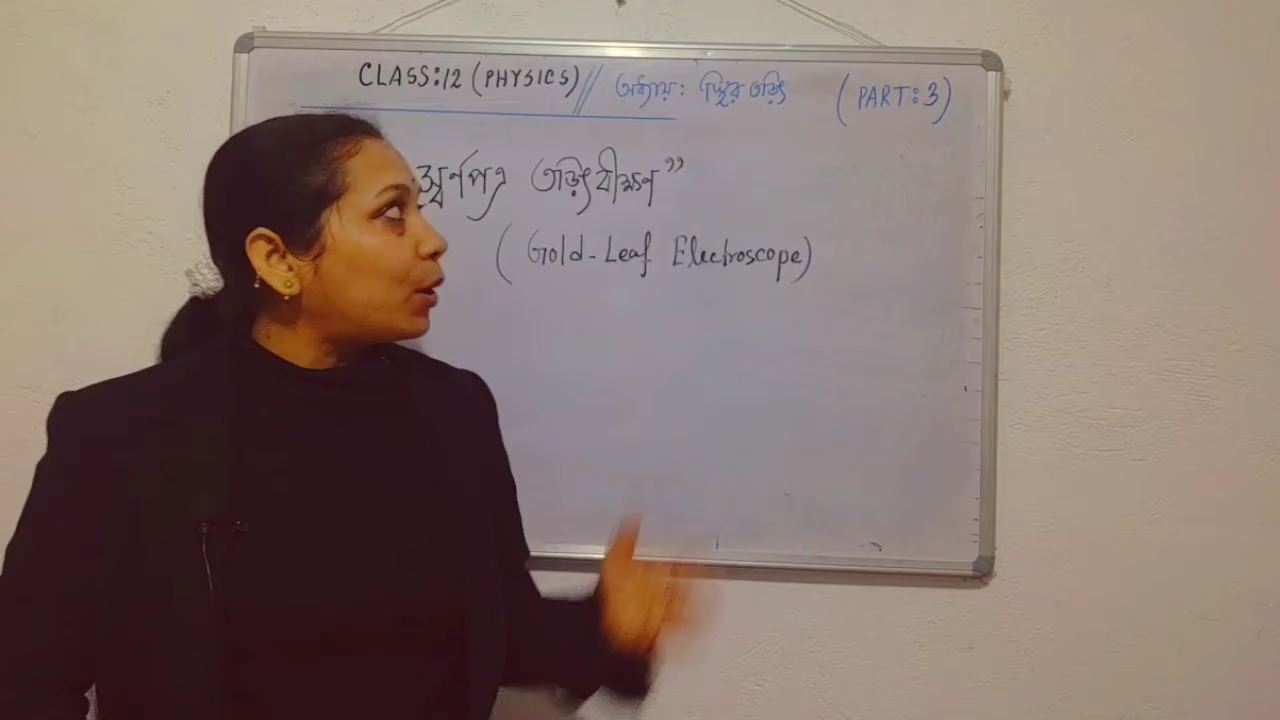 CLASS:12 (PHYSICS) // অধ্যায়: স্থির তড়িৎ (PART:3)
স্বর্ণপত্র তড়িৎবীক্ষণ”
(Gold-Leaf Electroscope)